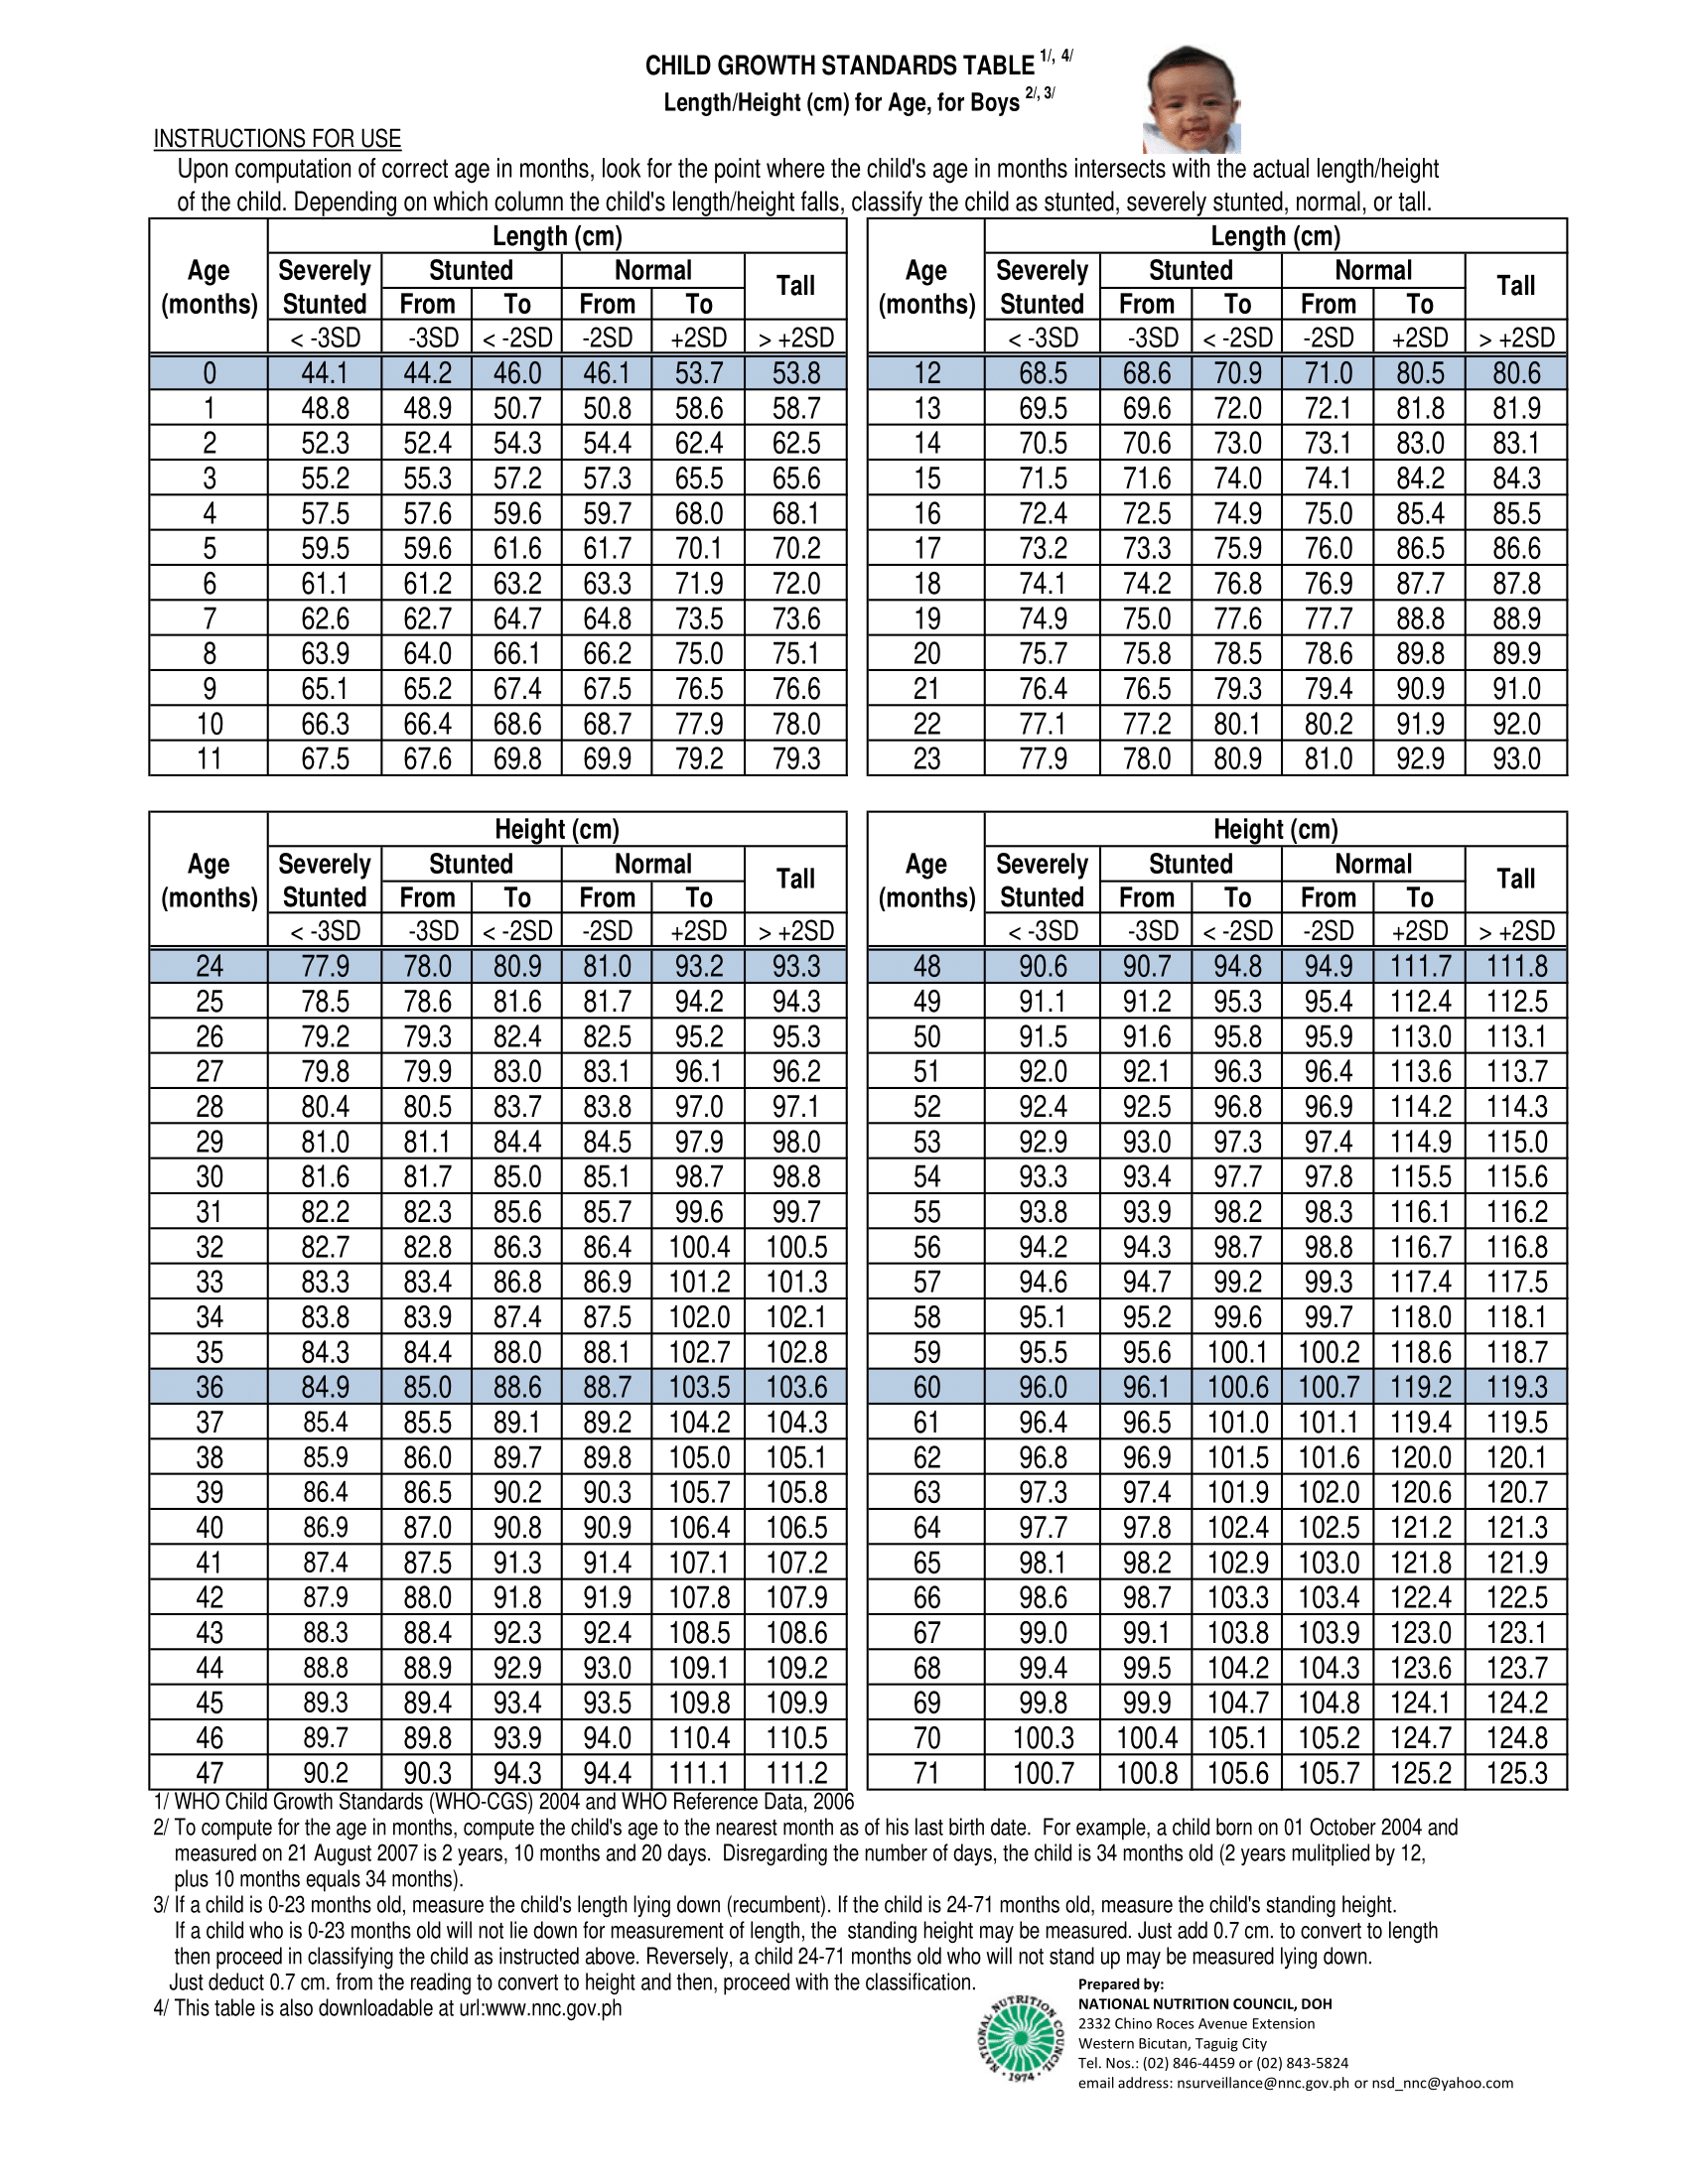 CHILD GROWTH STANDARDS TABLE 1/, 4/
Length/Height (cm) for Age, for Boys 2/, 3/
INSTRUCTIONS FOR USE
Upon computation of correct age in months, look for the point where the child's age in months intersects with the actual length/height
of the child. Depending on which column the child's length/height falls, classify the child as stunted, severely stunted, normal, or tall.
Age (months) Length (cm)
Severely Stunted Stunted Normal Tall
From To From To
< -3SD -3SD < -2SD -2SD +2SD > +2SD
0 44.1 44.2 46.0 46.1 53.7 53.8
1 48.8 48.9 50.7 50.8 58.6 58.7
2 52.3 52.4 54.3 54.4 62.4 62.5
3 55.2 55.3 57.2 57.3 65.5 65.6
4 57.5 57.6 59.6 59.7 68.0 68.1
5 59.5 59.6 61.6 61.7 70.1 70.2
6 61.1 61.2 63.2 63.3 71.9 72.0
7 62.6 62.7 64.7 64.8 73.5 73.6
8 63.9 64.0 66.1 66.2 75.0 75.1
9 65.1 65.2 67.4 67.5 76.5 76.6
10 66.3 66.4 68.6 68.7 77.9 78.0
11 67.5 67.6 69.8 69.9 79.2 79.3
Age (months) Length (cm)
Severely Stunted Stunted Normal Tall
From To From To
< -3SD -3SD < -2SD -2SD +2SD > +2SD
12 68.5 68.6 70.9 71.0 80.5 80.6
13 69.5 69.6 72.0 72.1 81.8 81.9
14 70.5 70.6 73.0 73.1 83.0 83.1
15 71.5 71.6 74.0 74.1 84.2 84.3
16 72.4 72.5 74.9 75.0 85.4 85.5
17 73.2 73.3 75.9 76.0 86.5 86.6
18 74.1 74.2 76.8 76.9 87.7 87.8
19 74.9 75.0 77.6 77.7 88.8 88.9
20 75.7 75.8 78.5 78.6 89.8 89.9
21 76.4 76.5 79.3 79.4 90.9 91.0
22 77.1 77.2 80.1 80.2 91.9 92.0
23 77.9 78.0 80.9 81.0 92.9 93.0
Age (months) Height (cm)
Severely Stunted Stunted Normal Tall
From To From To
< -3SD -3SD < -2SD -2SD +2SD > +2SD
24 77.9 78.0 80.9 81.0 93.2 93.3
25 78.5 78.6 81.6 81.7 94.2 94.3
26 79.2 79.3 82.4 82.5 95.2 95.3
27 79.8 79.9 83.0 83.1 96.1 96.2
28 80.4 80.5 83.7 83.8 97.0 97.1
29 81.0 81.1 84.4 84.5 97.9 98.0
30 81.6 81.7 85.0 85.1 98.7 98.8
31 82.2 82.3 85.6 85.7 99.6 99.7
32 82.7 82.8 86.3 86.4 100.4 100.5
33 83.3 83.4 86.8 86.9 101.2 101.3
34 83.8 83.9 87.4 87.5 102.0 102.1
35 84.3 84.4 88.0 88.1 102.7 102.8
36 84.9 85.0 88.6 88.7 103.5 103.6
37 85.4 85.5 89.1 89.2 104.2 104.3
38 85.9 86.0 89.7 89.8 105.0 105.1
39 86.4 86.5 90.2 90.3 105.7 105.8
40 86.9 87.0 90.8 90.9 106.4 106.5
41 87.4 87.5 91.3 91.4 107.1 107.2
42 87.9 88.0 91.8 91.9 107.8 107.9
43 88.3 88.4 92.3 92.4 108.5 108.6
44 88.8 88.9 92.9 93.0 109.1 109.2
45 89.3 89.4 93.4 93.5 109.8 109.9
46 89.7 89.8 93.9 94.0 110.4 110.5
47 90.2 90.3 94.3 94.4 111.1 111.2
Age (months) Height (cm)
Severely Stunted Stunted Normal Tall
From To From To
< -3SD -3SD < -2SD -2SD +2SD > +2SD
48 90.6 90.7 94.8 94.9 111.7 111.8
49 91.1 91.2 95.3 95.4 112.4 112.5
50 91.5 91.6 95.8 95.9 113.0 113.1
51 92.0 92.1 96.3 96.4 113.6 113.7
52 92.4 92.5 96.8 96.9 114.2 114.3
53 92.9 93.0 97.3 97.4 114.9 115.0
54 93.3 93.4 97.7 97.8 115.5 115.6
55 93.8 93.9 98.2 98.3 116.1 116.2
56 94.2 94.3 98.7 98.8 116.7 116.8
57 94.6 94.7 99.2 99.3 117.4 117.5
58 95.1 95.2 99.6 99.7 118.0 118.1
59 95.5 95.6 100.1 100.2 118.6 118.7
60 96.0 96.1 100.6 100.7 119.2 119.3
61 96.4 96.5 101.0 101.1 119.4 119.5
62 96.8 96.9 101.5 101.6 120.0 120.1
63 97.3 97.4 101.9 102.0 120.6 120.7
64 97.7 97.8 102.4 102.5 121.2 121.3
65 98.1 98.2 102.9 103.0 121.8 121.9
66 98.6 98.7 103.3 103.4 122.4 122.5
67 99.0 99.1 103.8 103.9 123.0 123.1
68 99.4 99.5 104.2 104.3 123.6 123.7
69 99.8 99.9 104.7 104.8 124.1 124.2
70 100.3 100.4 105.1 105.2 124.7 124.8
71 100.7 100.8 105.6 105.7 125.2 125.3
1/ WHO Child Growth Standards (WHO-CGS) 2004 and WHO Reference Data, 2006
2/ To compute for the age in months, compute the child's age to the nearest month as of his last birth date. For example, a child born on 01 October 2004 and
measured on 21 August 2007 is 2 years, 10 months and 20 days. Disregarding the number of days, the child is 34 months old (2 years mulitplied by 12,
plus 10 months equals 34 months).
3/ If a child is 0-23 months old, measure the child's length lying down (recumbent). If the child is 24-71 months old, measure the child's standing height.
If a child who is 0-23 months old will not lie down for measurement of length, the standing height may be measured. Just add 0.7 cm. to convert to length
then proceed in classifying the child as instructed above. Reversely, a child 24-71 months old who will not stand up may be measured lying down.
Just deduct 0.7 cm. from the reading to convert to height and then, proceed with the classification.
4/ This table is also downloadable at url:www.nnc.gov.ph
NATIONAL NUTRITION COUNCIL
· 1974 ·
Prepared by:
NATIONAL NUTRITION COUNCIL, DOH
2332 Chino Roces Avenue Extension
Western Bicutan, Taguig City
Tel. Nos.: (02) 846-4459 or (02) 843-5824
email address: nsurveillance@nnc.gov.ph or nsd_nnc@yahoo.com